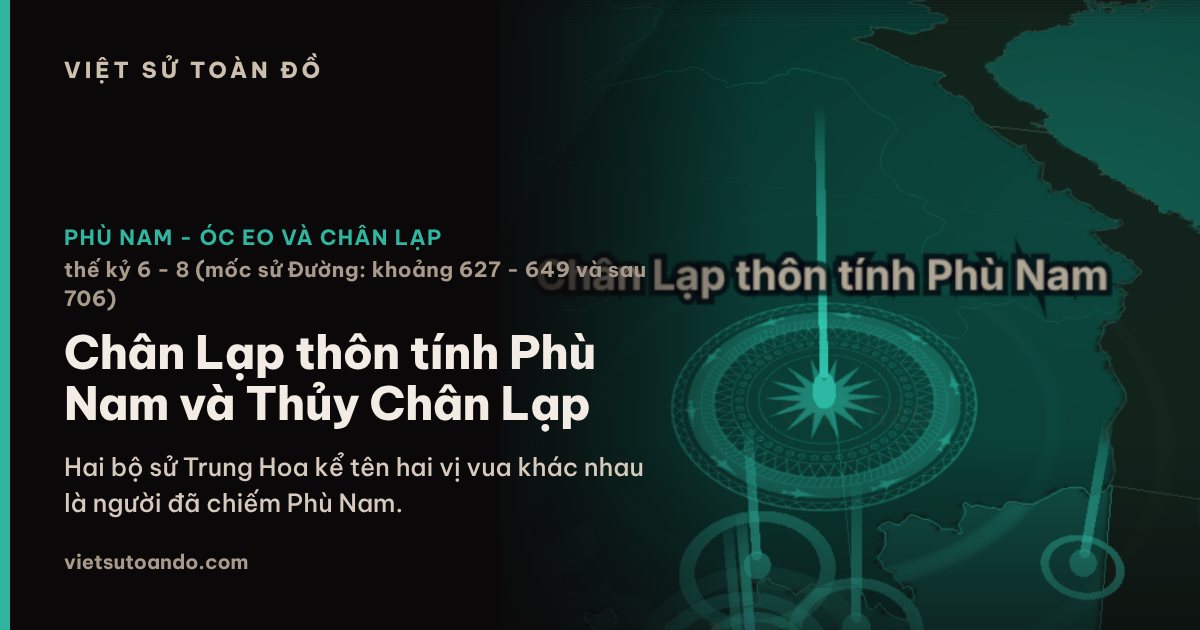 VIỆT SỬ TOÀN ĐỒ
PHÙ NAM - ÓC EO VÀ CHÂN LẠP
thế kỷ 6 - 8 (mốc sử Đường: khoảng 627 - 649 và sau
706)
Chân Lạp thôn tính Phù Nam
Chân Lạp thôn tính Phù
Nam và Thủy Chân Lạp
Hai bộ sử Trung Hoa kể tên hai vị vua khác nhau
là người đã chiếm Phù Nam.
vietsutoando.com